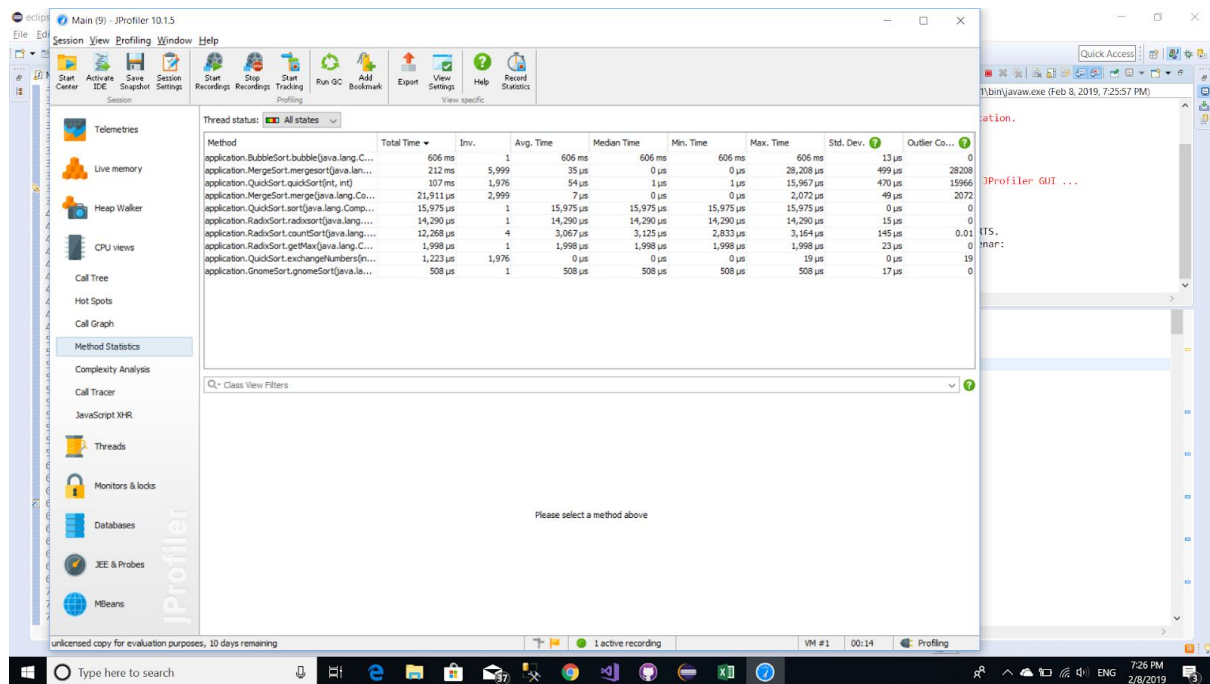 eclips
Main (9) - JProfiler 10.1.5
File Edi
Session View Profiling Window Help
Quick Access
Start Center
Activate IDE
Save Snapshot
Session Settings
Start Recordings
Stop Recordings
Start Tracking
Run GC
Add Bookmark
Export
View Settings
Help
Record Statistics
Session
Profiling
View specific
1\bin\javaw.exe (Feb 8, 2019, 7:25:57 PM)
cation.
JProfiler GUI ...
RTS.
enar:
Telemetries
Live memory
Heap Walker
CPU views
Call Tree
Hot Spots
Call Graph
Method Statistics
Complexity Analysis
Call Tracer
JavaScript XHR
Threads
Monitors & locks
Databases
JEE & Probes
MBeans
JProfiler
Thread status: All states
Method Total Time Inv. Avg. Time Median Time Min. Time Max. Time Std. Dev. Outlier Co...
application.BubbleSort.bubble(java.lang.C... 606 ms 1 606 ms 606 ms 606 ms 606 ms 13 µs 0
application.MergeSort.mergesort(java.lan... 212 ms 5,999 35 µs 0 µs 0 µs 28,208 µs 499 µs 28208
application.QuickSort.quickSort(int, int) 107 ms 1,976 54 µs 1 µs 1 µs 15,967 µs 470 µs 15966
application.MergeSort.merge(java.lang.Co... 21,911 µs 2,999 7 µs 0 µs 0 µs 2,072 µs 49 µs 2072
application.QuickSort.sort(java.lang.Comp... 15,975 µs 1 15,975 µs 15,975 µs 15,975 µs 15,975 µs 0 µs 0
application.RadixSort.radixsort(java.lang.... 14,290 µs 1 14,290 µs 14,290 µs 14,290 µs 14,290 µs 15 µs 0
application.RadixSort.countSort(java.lang... 12,268 µs 4 3,067 µs 3,125 µs 2,833 µs 3,164 µs 145 µs 0.01
application.RadixSort.getMax(java.lang.C... 1,998 µs 1 1,998 µs 1,998 µs 1,998 µs 1,998 µs 23 µs 0
application.QuickSort.exchangeNumbers(in... 1,223 µs 1,976 0 µs 0 µs 0 µs 19 µs 0 µs 19
application.GnomeSort.gnomeSort(java.la... 508 µs 1 508 µs 508 µs 508 µs 508 µs 17 µs 0
Class View Filters
Please select a method above
unlicensed copy for evaluation purposes, 10 days remaining
1 active recording
VM #1
00:14
Profiling
Type here to search
37
ENG
7:26 PM
2/8/2019
3